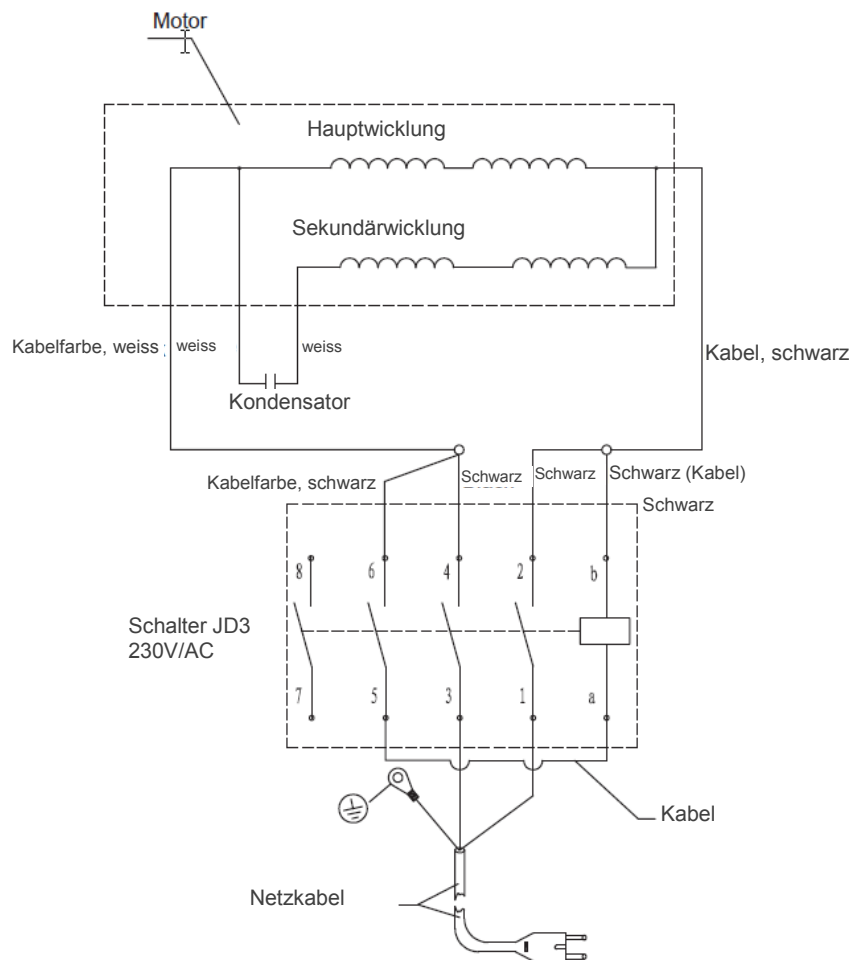 Motor
Hauptwicklung
Sekundärwicklung
Kabelfarbe, weiss
weiss
weiss
Kabel, schwarz
Kondensator
Kabelfarbe, schwarz
Schwarz
Schwarz
Schwarz (Kabel)
Schwarz
8
6
4
2
b
Schalter JD3
230V/AC
7
5
3
1
a
Kabel
Netzkabel